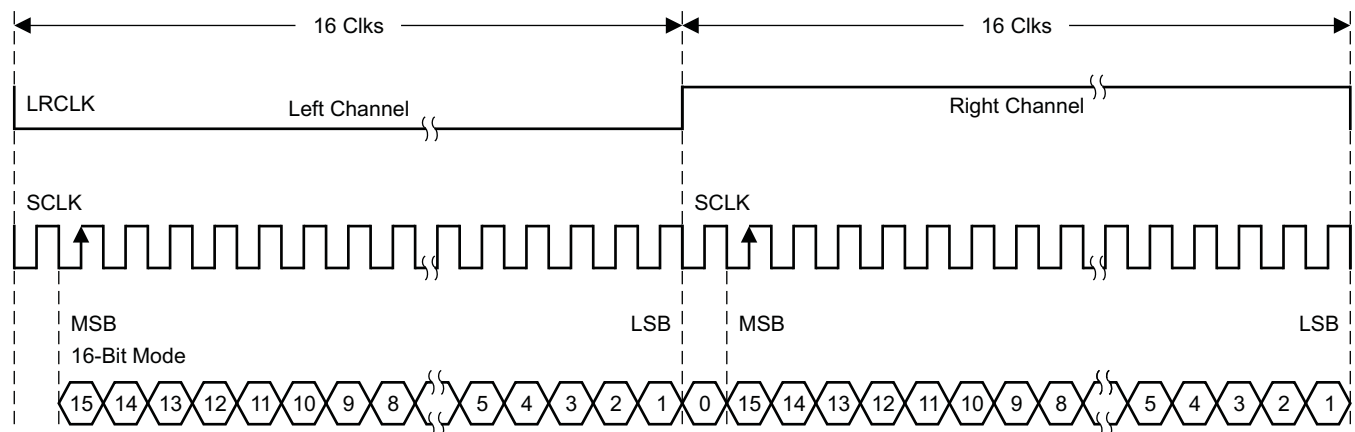 16 Clks 16 Clks
LRCLK Left Channel Right Channel
SCLK SCLK
MSB LSB MSB LSB
16-Bit Mode
15 14 13 12 11 10 9 8 5 4 3 2 1 0 15 14 13 12 11 10 9 8 5 4 3 2 1